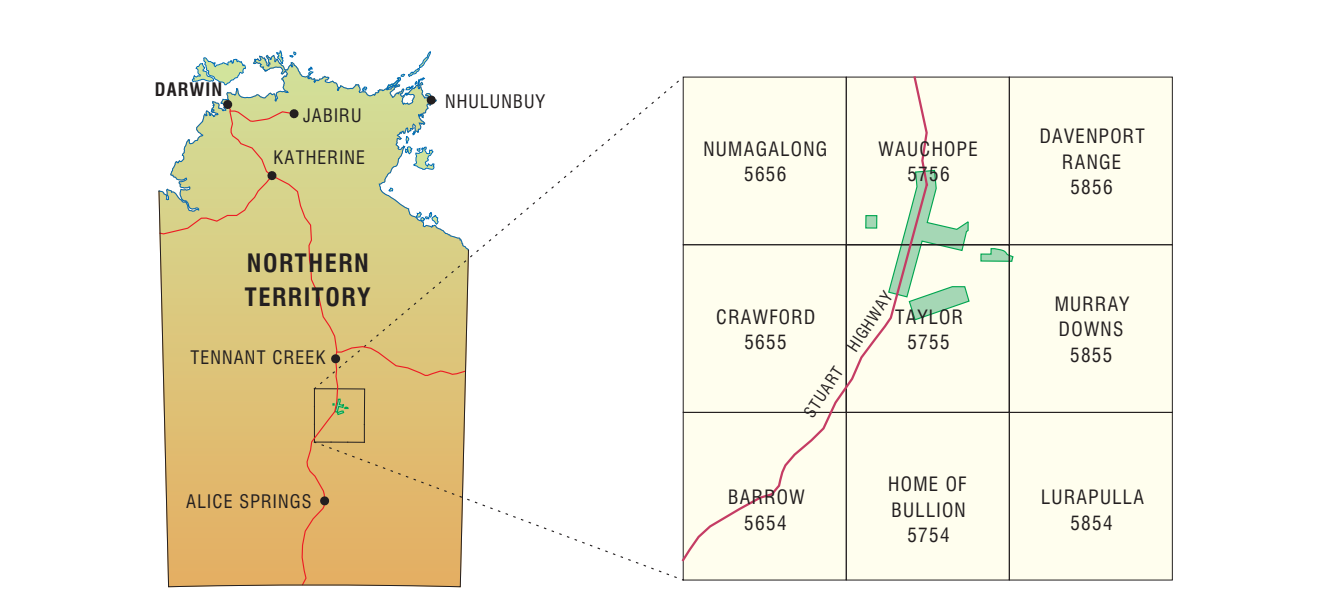 DARWIN
JABIRU
NHULUNBUY
KATHERINE
NORTHERN
TERRITORY
TENNANT CREEK
ALICE SPRINGS
NUMAGALONG
5656
WAUCHOPE
5756
DAVENPORT
RANGE
5856
CRAWFORD
5655
STUART HIGHWAY
TAYLOR
5755
MURRAY
DOWNS
5855
BARROW
5654
HOME OF
BULLION
5754
LURAPULLA
5854